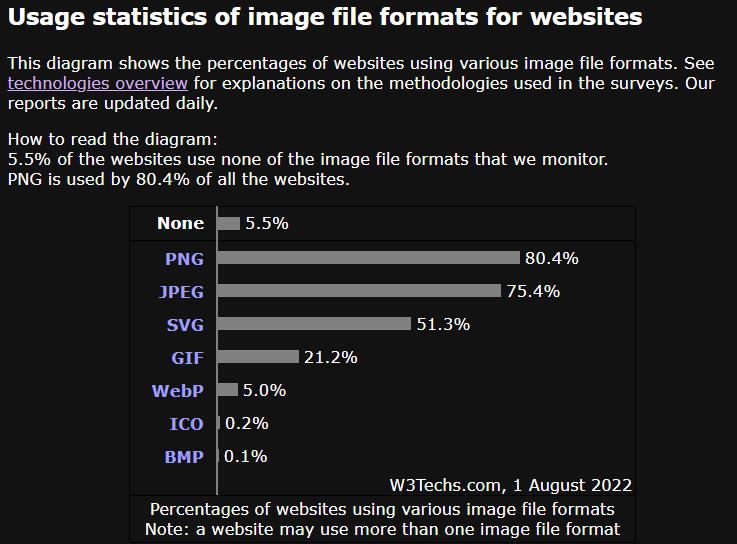 Usage statistics of image file formats for websites
This diagram shows the percentages of websites using various image file formats. See
technologies overview for explanations on the methodologies used in the surveys. Our
reports are updated daily.
How to read the diagram:
5.5% of the websites use none of the image file formats that we monitor.
PNG is used by 80.4% of all the websites.
None 5.5%
PNG 80.4%
JPEG 75.4%
SVG 51.3%
GIF 21.2%
WebP 5.0%
ICO 0.2%
BMP 0.1%
W3Techs.com, 1 August 2022
Percentages of websites using various image file formats
Note: a website may use more than one image file format